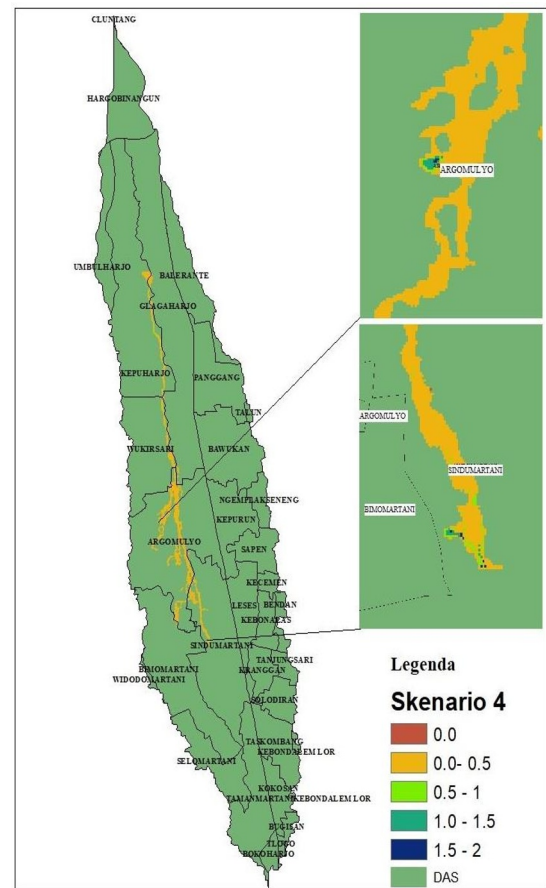 CLUNTANG
HARGOBINANGUN
UMBULHARJO
BALERANTE
GLAGAHARJO
KEPUHARJO
PANGGANG
TALUN
WUKIRSARI
BAWUKAN
NGEMPLAKSENENG
KEPURUN
ARGOMULYO
SAPEN
KECEMEN
LESES
BENDAN
KEBONALAS
SINDUMARTANI
TANJUNGSARI
BIMOMARTANI
KRANGGAN
WIDODOMARTANI
SOLODIRAN
TASKOMBANG
KEBONDALEM LOR
SELOMARTANI
KOKOSAN
TAMANMARTANI
KEBONDALEM LOR
BUGISAN
TLOGO
BOKOHARJO
ARGOMULYO
ARGOMULYO
SINDUMARTANI
BIMOMARTANI
Legenda
Skenario 4
0.0
0.0- 0.5
0.5 - 1
1.0 - 1.5
1.5 - 2
DAS